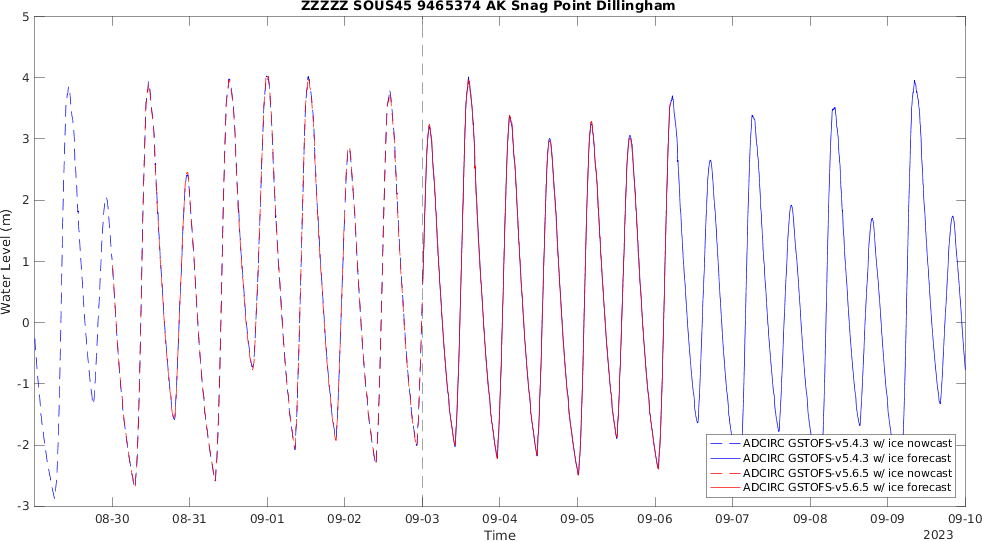 ZZZZZ SOUS45 9465374 AK Snag Point Dillingham
5
4
3
2
1
0
-1
-2
-3
Water Level (m)
ADCIRC GSTOFS-v5.4.3 w/ ice nowcast
ADCIRC GSTOFS-v5.4.3 w/ ice forecast
ADCIRC GSTOFS-v5.6.5 w/ ice nowcast
ADCIRC GSTOFS-v5.6.5 w/ ice forecast
08-30 08-31 09-01 09-02 09-03 09-04 09-05 09-06 09-07 09-08 09-09 09-10
Time
2023